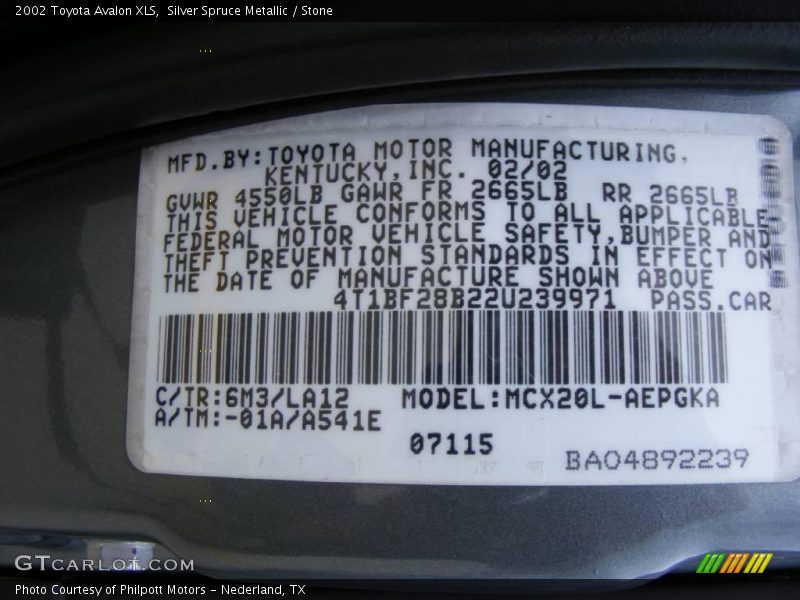 2002 Toyota Avalon XLS,  Silver Spruce Metallic / Stone
MFD.BY:TOYOTA MOTOR MANUFACTURING.
KENTUCKY,INC. 02/02
GVWR 4550LB GAWR FR 2665LB RR 2665LB
THIS VEHICLE CONFORMS TO ALL APPLICABLE
FEDERAL MOTOR VEHICLE SAFETY,BUMPER AND
THEFT PREVENTION STANDARDS IN EFFECT ON
THE DATE OF MANUFACTURE SHOWN ABOVE
4T1BF28B22U239971 PASS.CAR
C/TR:6M3/LA12 MODEL:MCX20L-AEPGKA
A/TM:-01A/A541E
07115
BA04892239
GTCARLOT.COM
Photo Courtesy of Philpott Motors - Nederland, TX